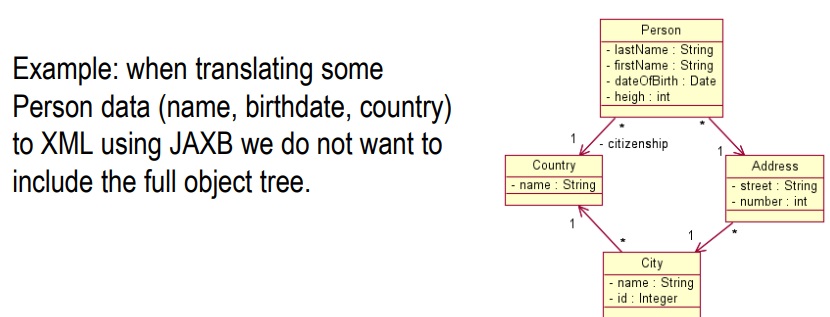 Example: when translating some
Person data (name, birthdate, country)
to XML using JAXB we do not want to
include the full object tree.
Person
- lastName : String
- firstName : String
- dateOfBirth : Date
- heigh : int
* *
1 - citizenship 1
Country
- name : String
Address
- street : String
- number : int
1 * 1 *
City
- name : String
- id : Integer